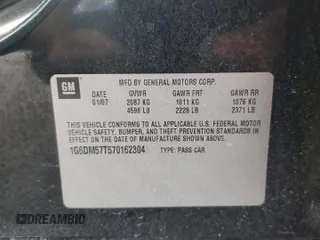 GM
MFD BY GENERAL MOTORS CORP.
DATE GVWR GAWR FRT GAWR RR
01/07 2087 KG 1011 KG 1076 KG
4599 LB 2228 LB 2371 LB
THIS VEHICLE CONFORMS TO ALL APPLICABLE U.S. FEDERAL MOTOR
VEHICLE SAFETY, BUMPER, AND THEFT PREVENTION STANDARDS IN
EFFECT ON THE DATE OF MANUFACTURE SHOWN ABOVE.
1G6DM57T570162304 TYPE: PASS CAR
DREAMBID